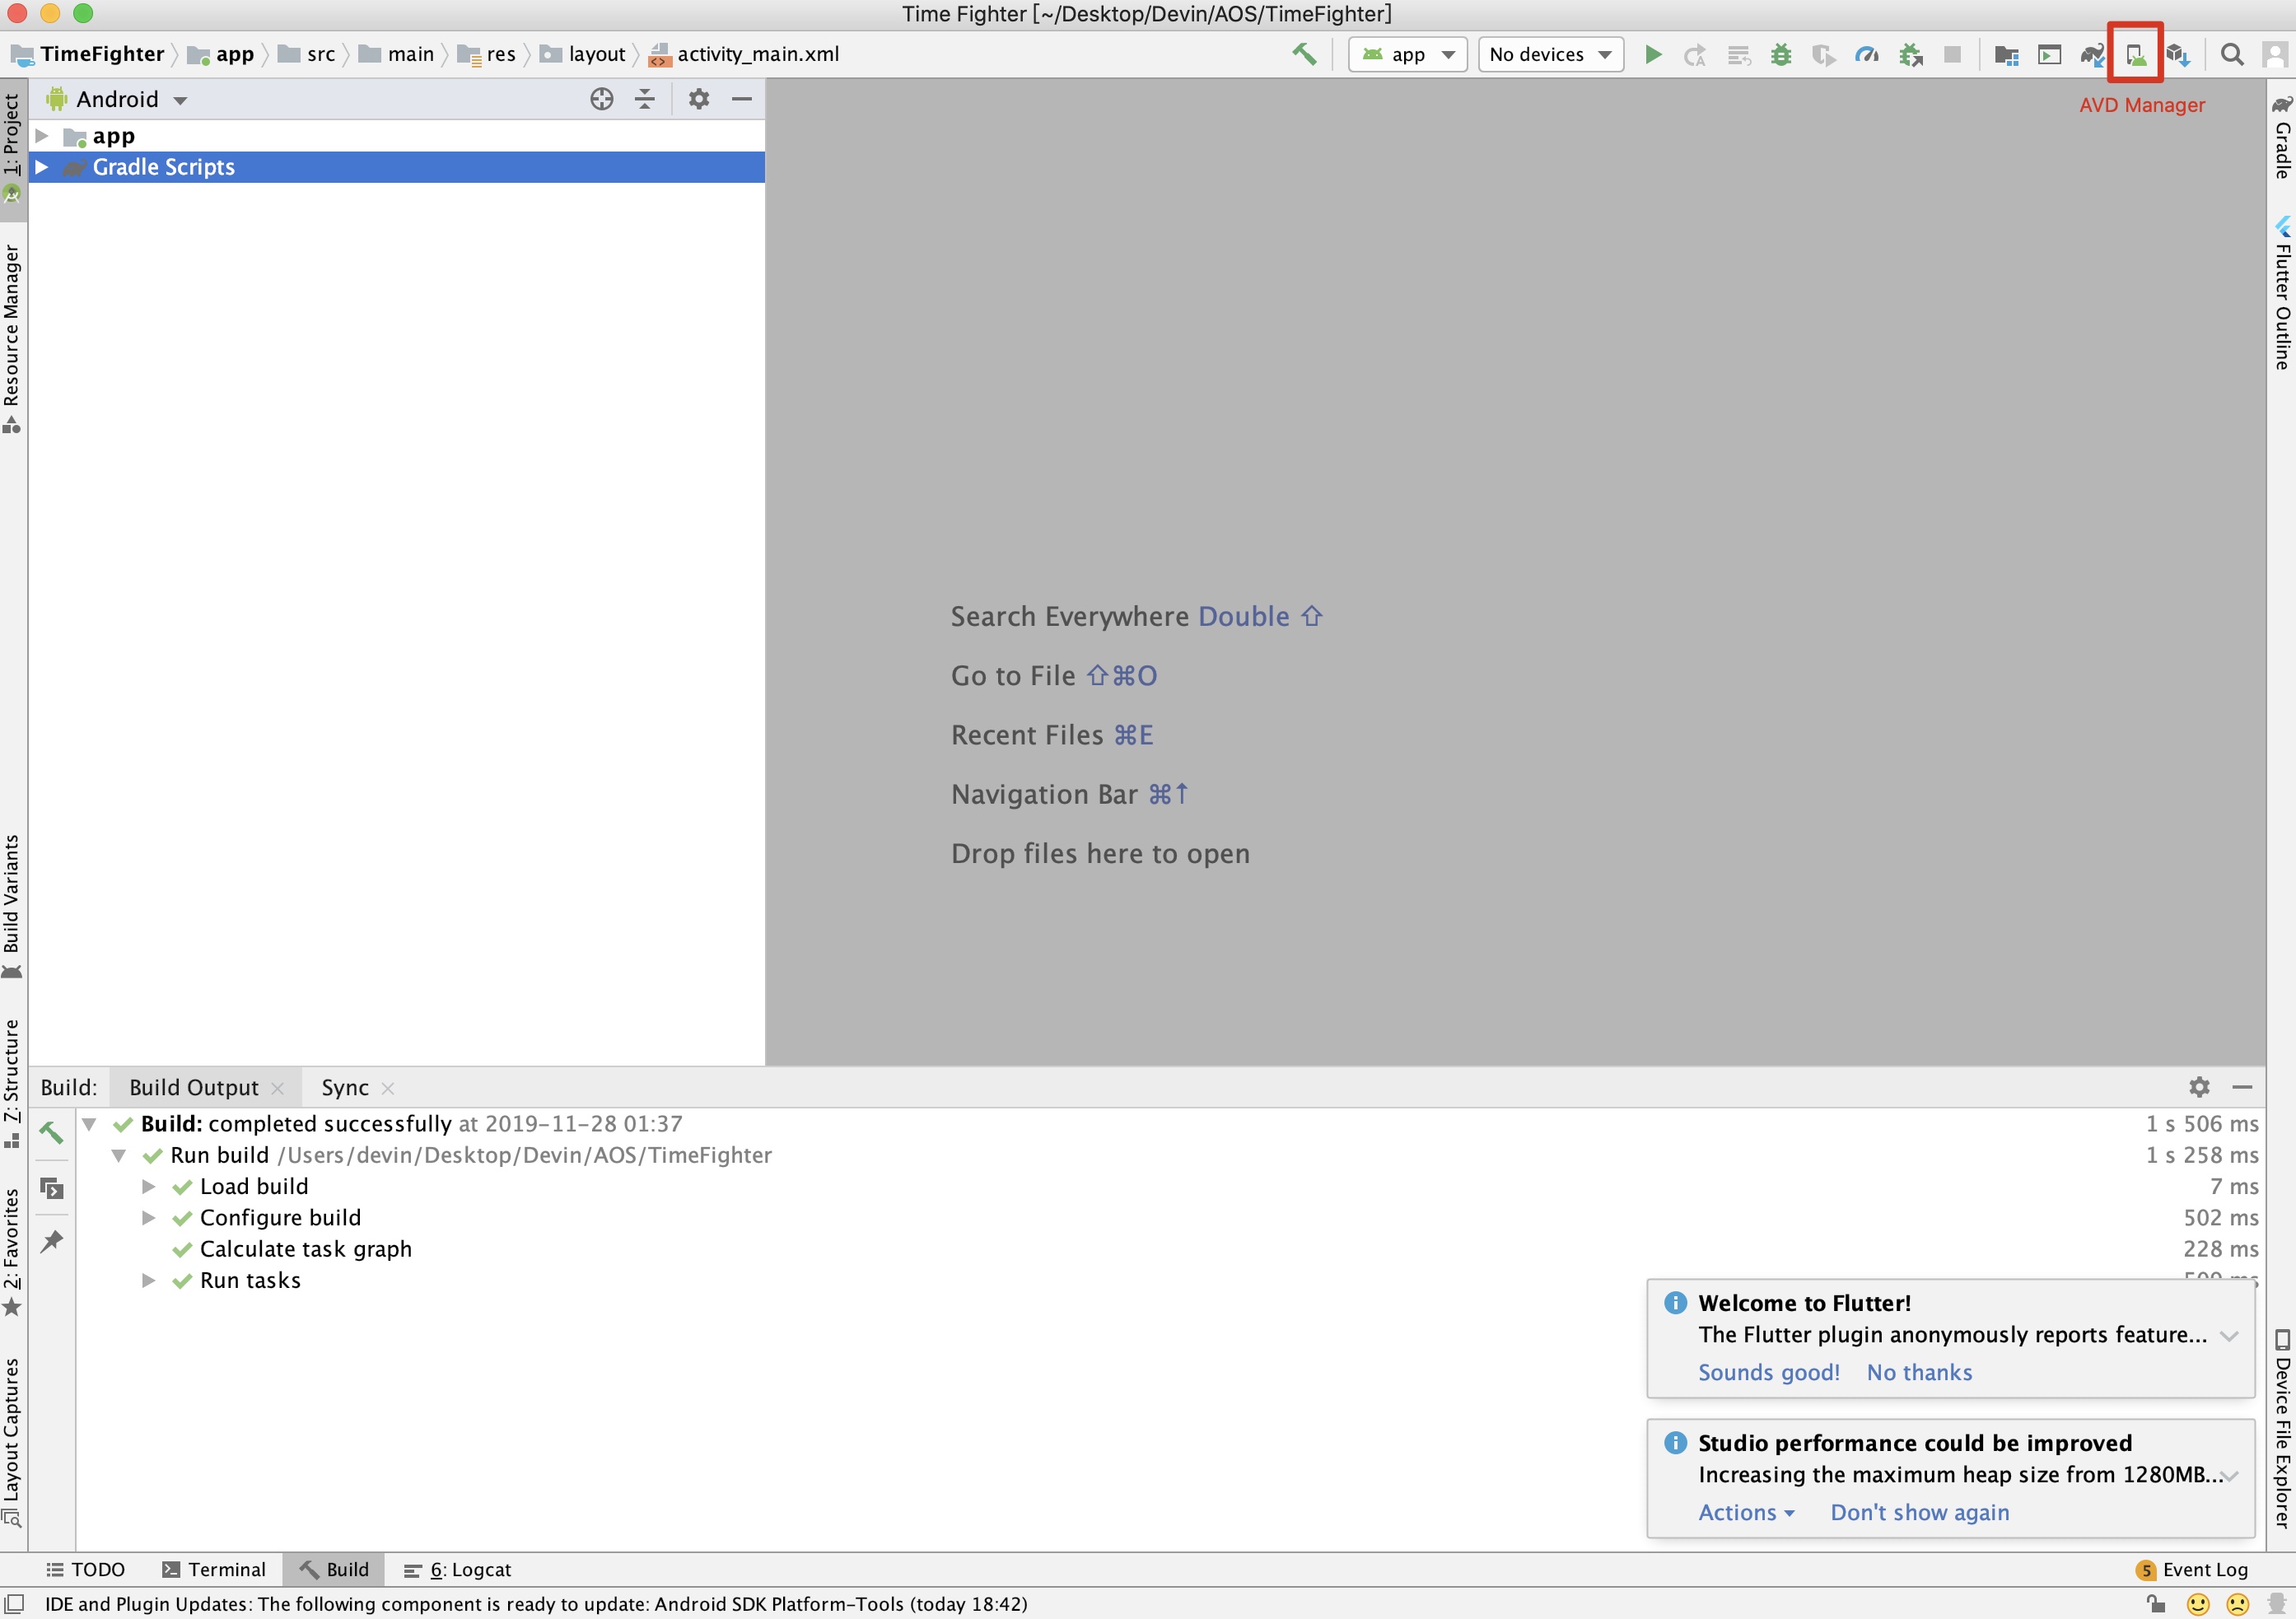 Time Fighter [~/Desktop/Devin/AOS/TimeFighter]
TimeFighter app src main res layout activity_main.xml
app No devices
AVD Manager
Android
app
Gradle Scripts
1: Project
Resource Manager
Build Variants
Z: Structure
2: Favorites
Layout Captures
Gradle
Flutter Outline
Device File Explorer
Search Everywhere Double ⇧
Go to File ⇧⌘O
Recent Files ⌘E
Navigation Bar ⌘↑
Drop files here to open
Build: Build Output Sync
Build: completed successfully at 2019-11-28 01:37 1 s 506 ms
Run build /Users/devin/Desktop/Devin/AOS/TimeFighter 1 s 258 ms
Load build 7 ms
Configure build 502 ms
Calculate task graph 228 ms
Run tasks
Welcome to Flutter!
The Flutter plugin anonymously reports feature...
Sounds good! No thanks
Studio performance could be improved
Increasing the maximum heap size from 1280MB...
Actions Don't show again
TODO Terminal Build 6: Logcat 5 Event Log
IDE and Plugin Updates: The following component is ready to update: Android SDK Platform-Tools (today 18:42)